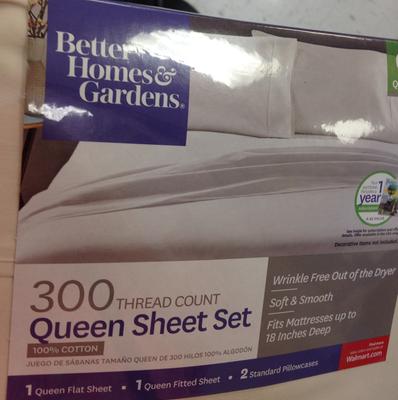 Better
Homes &
Gardens®
Q
1
year
Decorative items not included
300 THREAD COUNT
Queen Sheet Set
100% COTTON
JUEGO DE SÁBANAS TAMAÑO QUEEN DE 300 HILOS 100% ALGODÓN
Wrinkle Free Out of the Dryer
Soft & Smooth
Fits Mattresses up to
18 Inches Deep
Find more
Walmart.com
1 Queen Flat Sheet • 1 Queen Fitted Sheet • 2 Standard Pillowcases